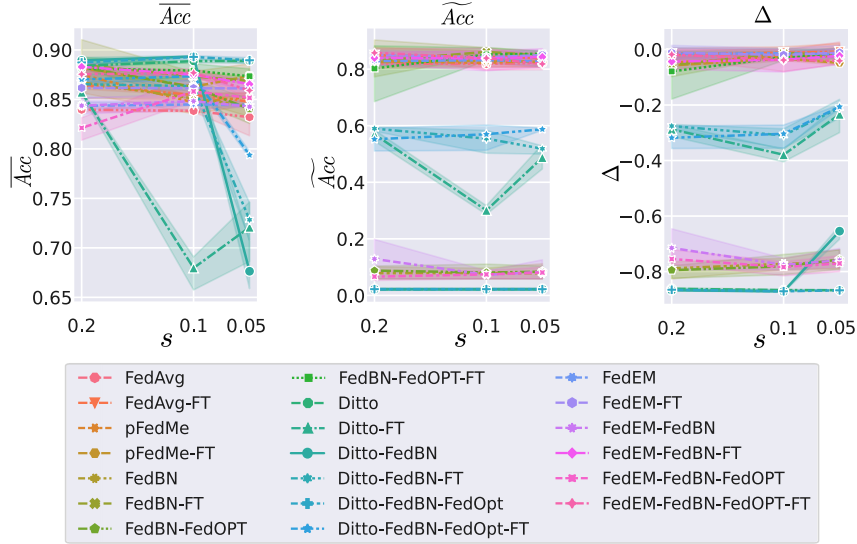 Acc
Acc
Δ
0.90
0.85
0.80
0.75
0.70
0.65
Acc
0.2
0.1
0.05
s
0.8
0.6
0.4
0.2
0.0
Acc
0.2
0.1
0.05
s
0.0
−0.2
−0.4
−0.6
−0.8
Δ
0.2
0.1
0.05
s
FedAvg
FedAvg-FT
pFedMe
pFedMe-FT
FedBN
FedBN-FT
FedBN-FedOPT
FedBN-FedOPT-FT
Ditto
Ditto-FT
Ditto-FedBN
Ditto-FedBN-FT
Ditto-FedBN-FedOpt
Ditto-FedBN-FedOpt-FT
FedEM
FedEM-FT
FedEM-FedBN
FedEM-FedBN-FT
FedEM-FedBN-FedOPT
FedEM-FedBN-FedOPT-FT